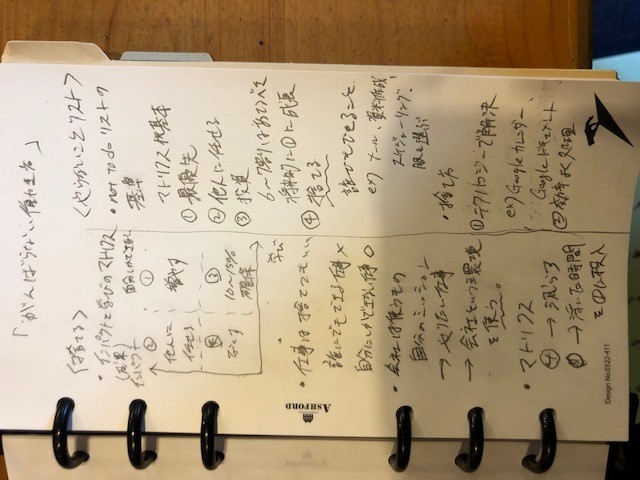 「がんばらない働き方」
〈捨てる〉
・インパクトと学びのマトリクス
(成果)
インパクト
自分しかできない
②
①
他人に
任せる
増やす
④
③
なくす
10〜15%
確保
学び
・仕事は捨ててもいい
誰にでもできる仕事 ×
自分にしかできない仕事 ○
・会社は使うもの
自分のミッション
→ やりたい仕事
→ 会社という環境
を使う。
・マトリクス
④ → 減らす
→ 浮いた時間
を①に投入
〈やらないことリスト〉
・not to do リストの
基準
マトリクスが基本
① 最優先
② 他人に任せる
③ 投資
6〜7割はあてるべき
将来的に①に成長
④ 捨てる
誰でもできること
ex) メール、資料作成、
スケジューリング、
服を選ぶ
・捨て方
① テクノロジーで解決
ex) Googleカレンダー、
Googleドキュメント
② 効率よく処理
ASHFORD
Design No.0322-411